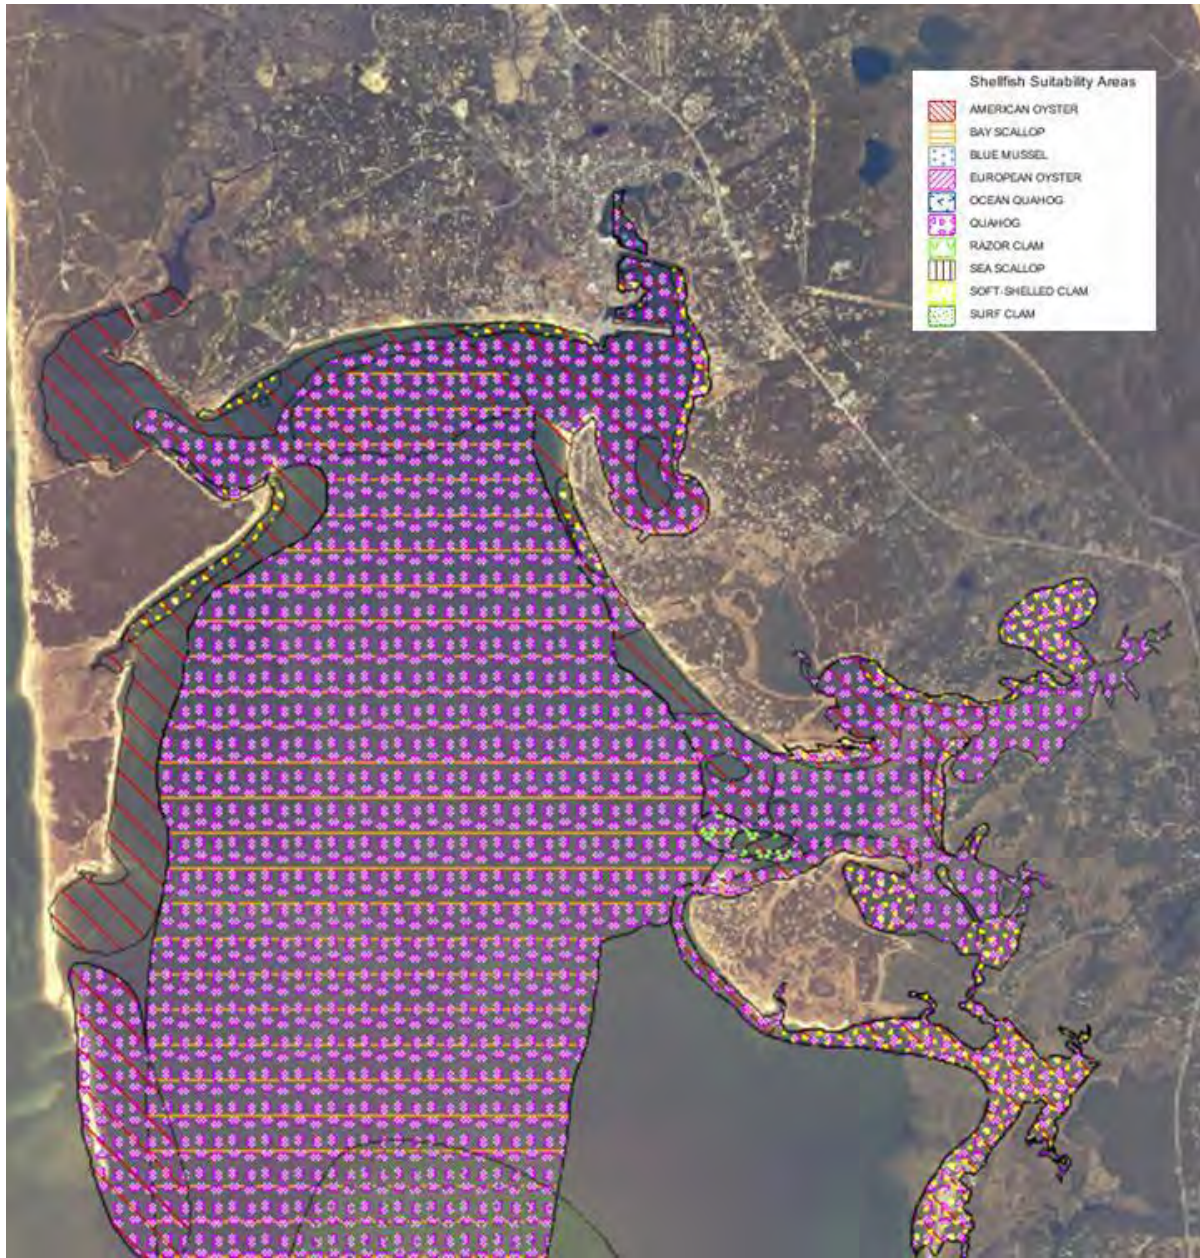 Shellfish Suitability Areas
AMERICAN OYSTER
BAY SCALLOP
BLUE MUSSEL
EUROPEAN OYSTER
OCEAN QUAHOG
QUAHOG
RAZOR CLAM
SEA SCALLOP
SOFT-SHELLED CLAM
SURF CLAM